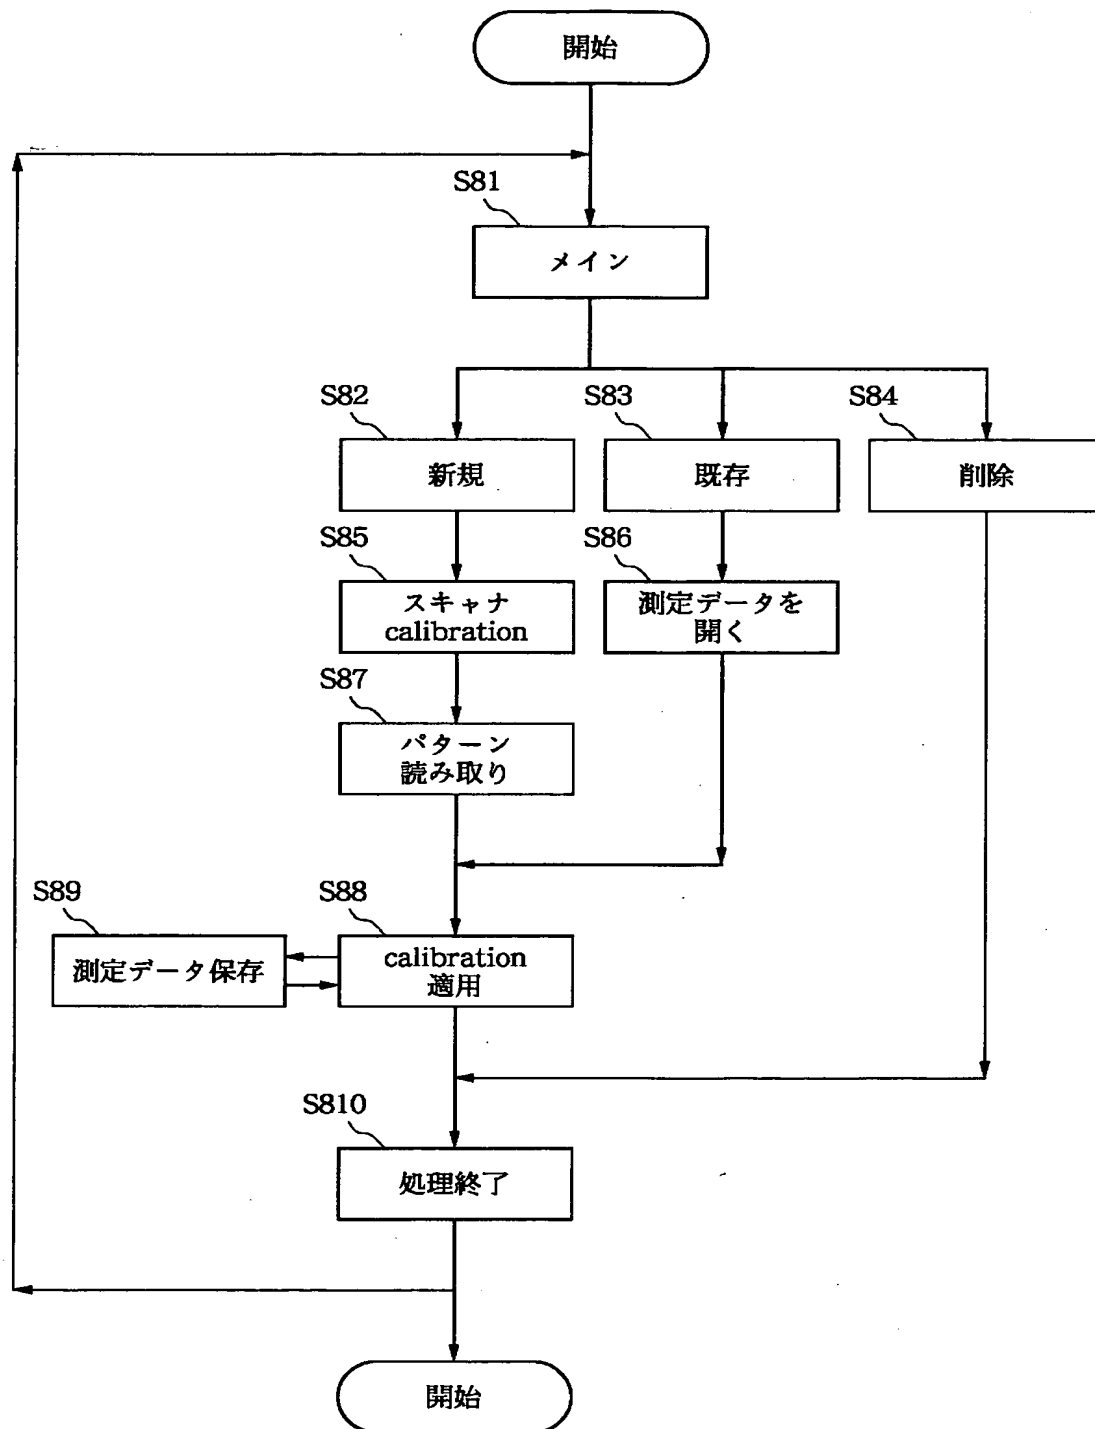 開始
S81
メイン
S82
新規
S83
既存
S84
削除
S85
スキャナ
calibration
S86
測定データを
開く
S87
パターン
読み取り
S89
測定データ保存
S88
calibration
適用
S810
処理終了
開始